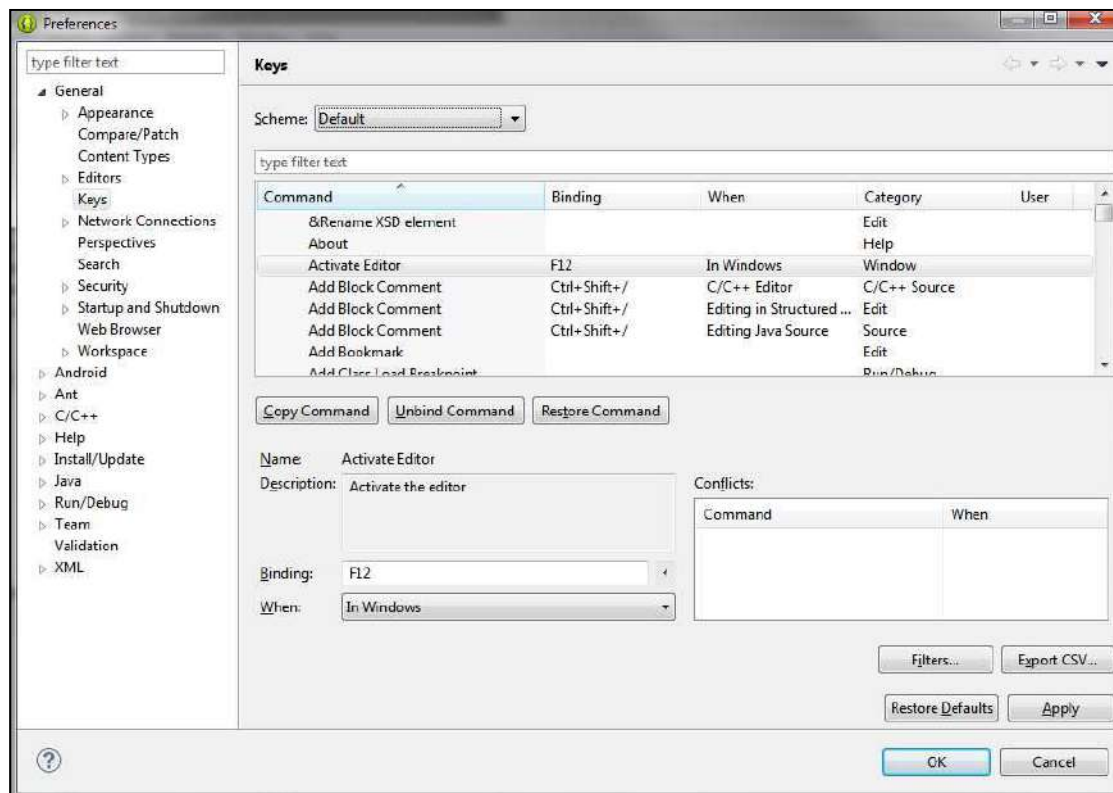 Preferences
type filter text
General
Appearance
Compare/Patch
Content Types
Editors
Keys
Network Connections
Perspectives
Search
Security
Startup and Shutdown
Web Browser
Workspace
Android
Ant
C/C++
Help
Install/Update
Java
Run/Debug
Team
Validation
XML
Keys
Scheme: Default
type filter text
Command Binding When Category User
&Rename XSD element Edit
About Help
Activate Editor F12 In Windows Window
Add Block Comment Ctrl+Shift+/ C/C++ Editor C/C++ Source
Add Block Comment Ctrl+Shift+/ Editing in Structured ... Edit
Add Block Comment Ctrl+Shift+/ Editing Java Source Source
Add Bookmark Edit
Add Class Load Breakpoint Run/Debug
Copy Command Unbind Command Restore Command
Name: Activate Editor
Description: Activate the editor
Conflicts:
Command When
Binding: F12
When: In Windows
Filters... Export CSV...
Restore Defaults Apply
OK Cancel